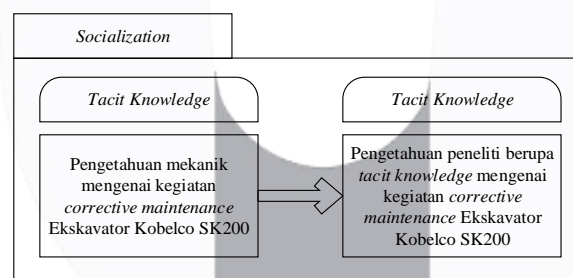 Socialization
Tacit Knowledge
Pengetahuan mekanik
mengenai kegiatan
corrective maintenance
Ekskavator Kobelco SK200
Tacit Knowledge
Pengetahuan peneliti berupa
tacit knowledge mengenai
kegiatan corrective
maintenance Ekskavator
Kobelco SK200